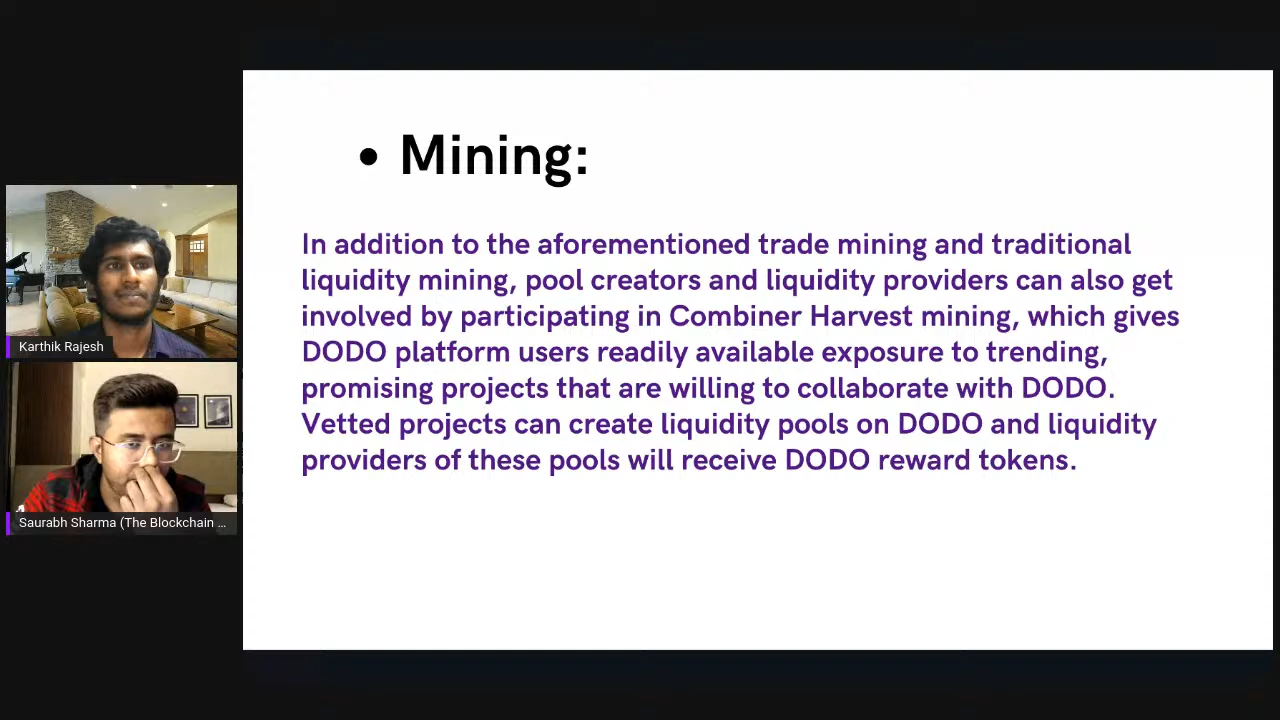 • Mining:
In addition to the aforementioned trade mining and traditional
liquidity mining, pool creators and liquidity providers can also get
involved by participating in Combiner Harvest mining, which gives
DODO platform users readily available exposure to trending,
promising projects that are willing to collaborate with DODO.
Vetted projects can create liquidity pools on DODO and liquidity
providers of these pools will receive DODO reward tokens.
Karthik Rajesh
Saurabh Sharma (The Blockchain ...